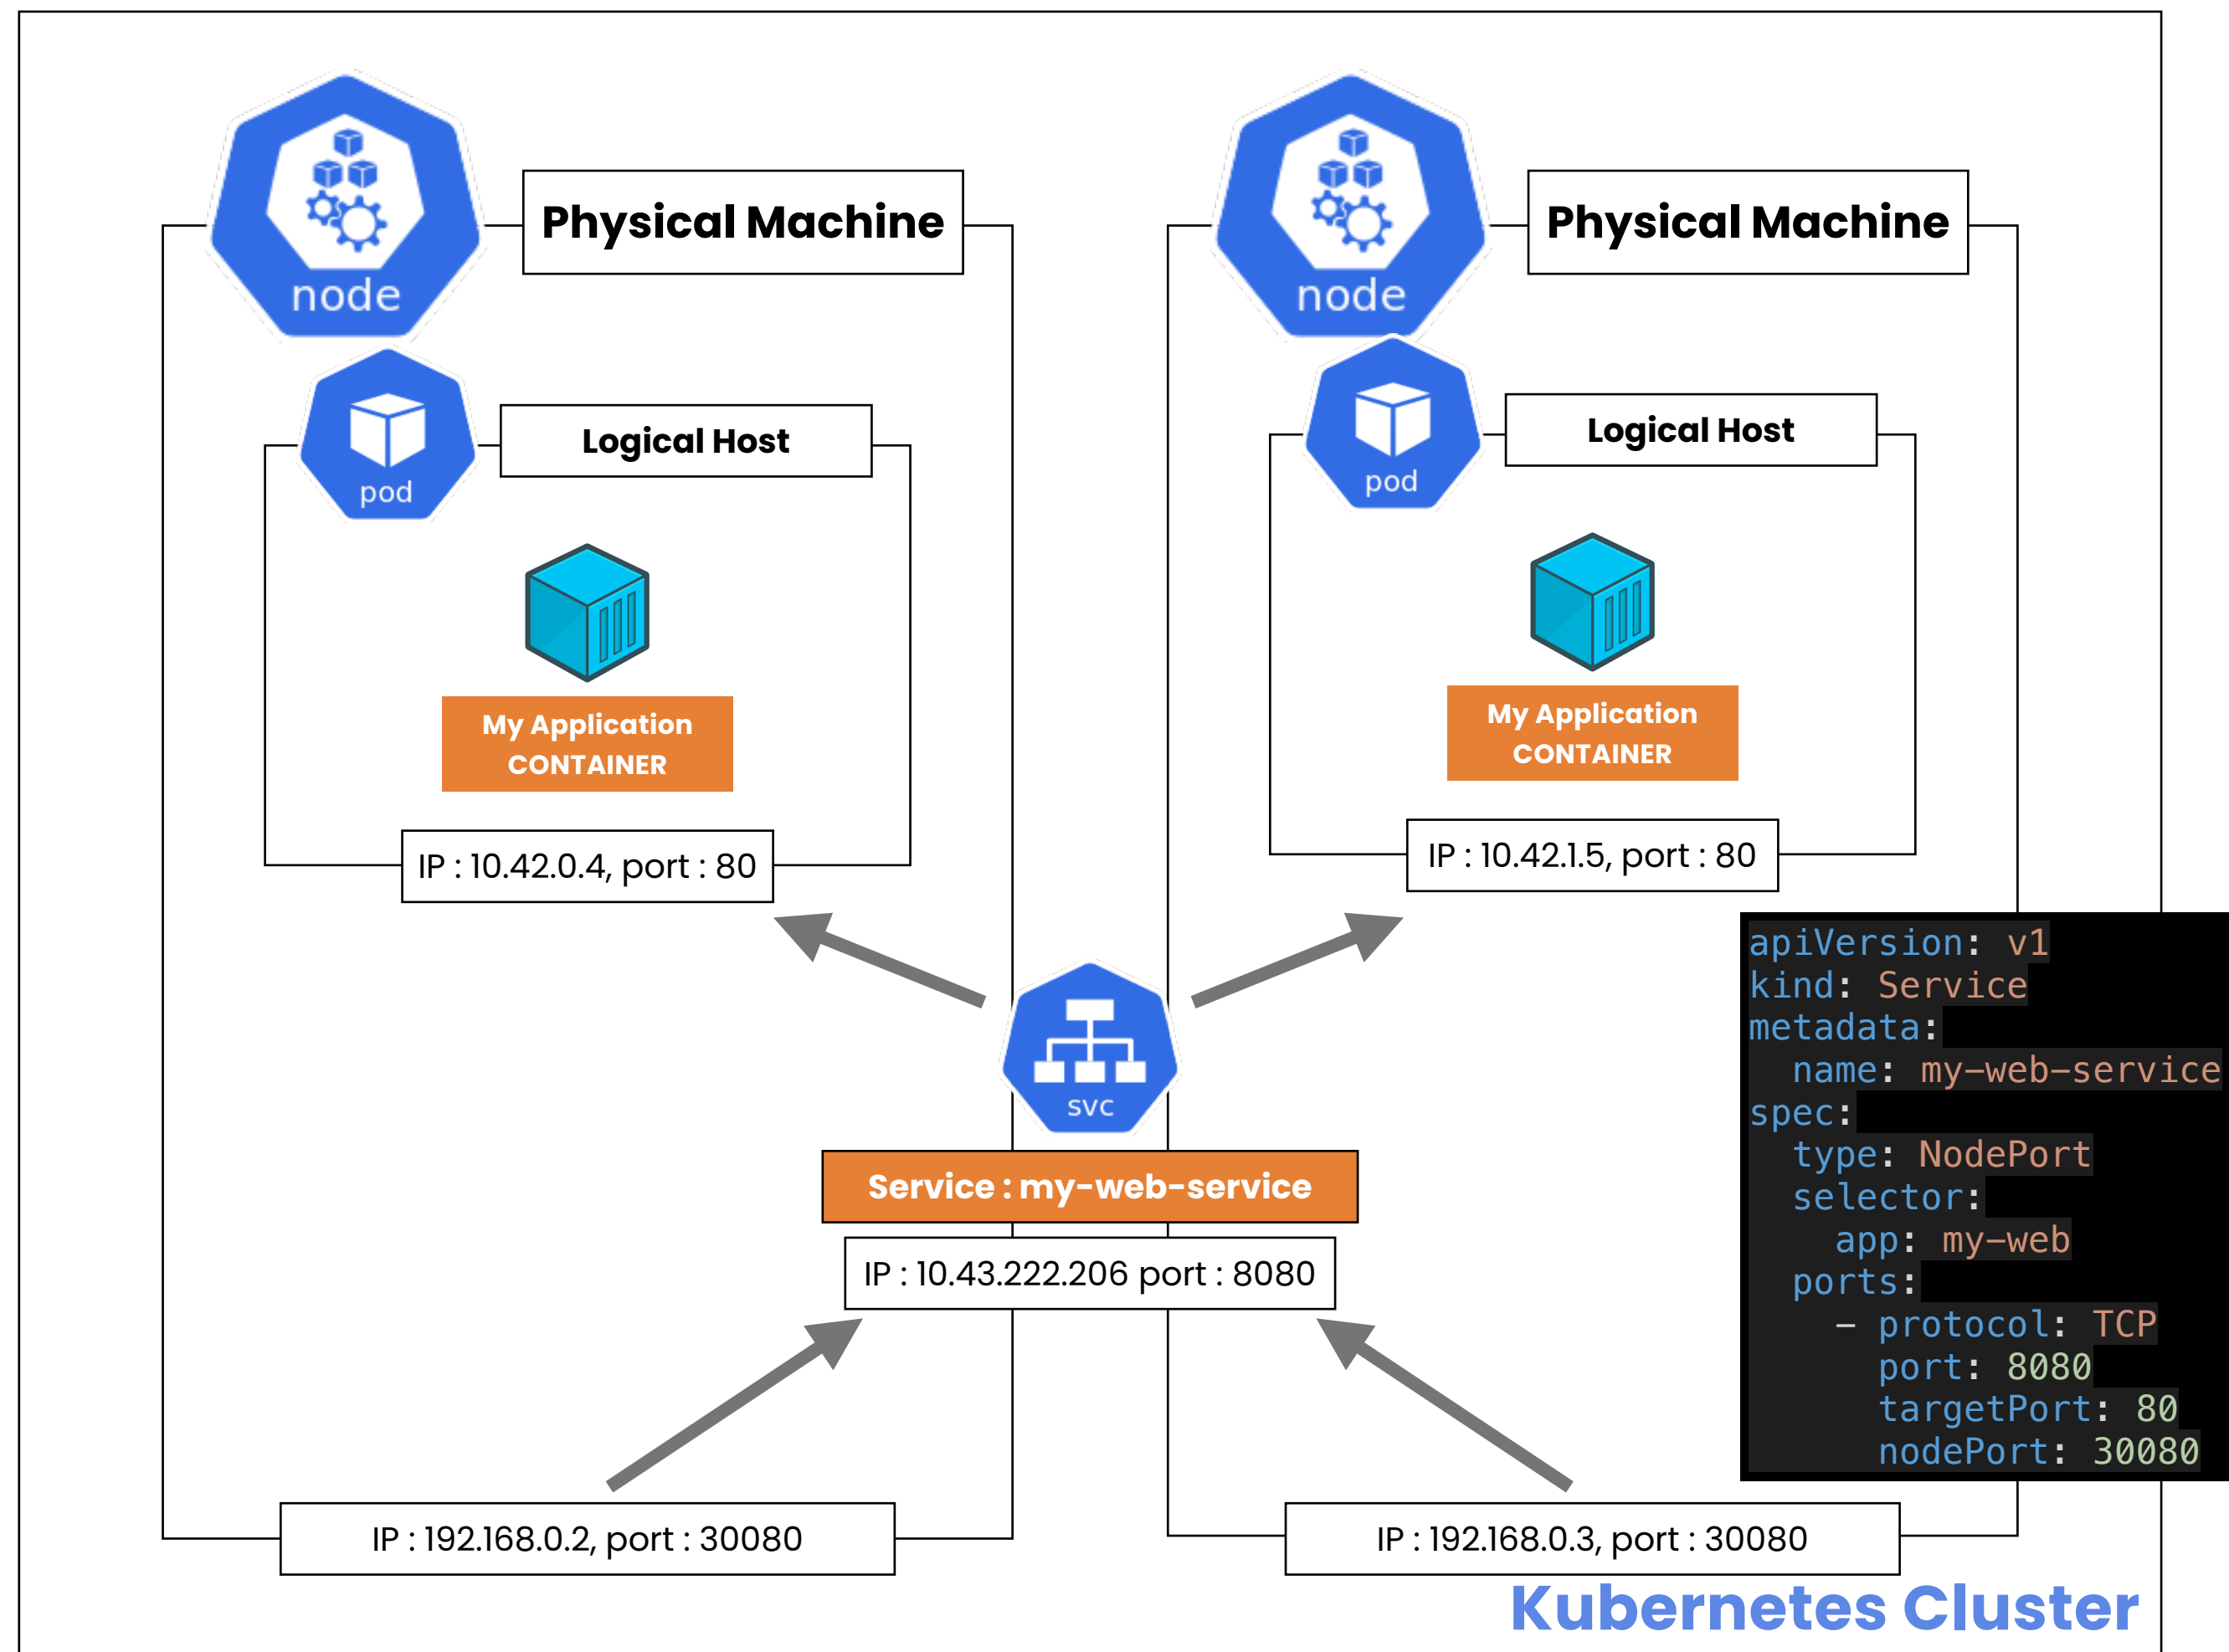 Physical Machine
node
Logical Host
pod
My Application
CONTAINER
IP : 10.42.0.4, port : 80
Physical Machine
node
Logical Host
pod
My Application
CONTAINER
IP : 10.42.1.5, port : 80
svc
Service : my-web-service
IP : 10.43.222.206 port : 8080
IP : 192.168.0.2, port : 30080
IP : 192.168.0.3, port : 30080
apiVersion: v1
kind: Service
metadata:
  name: my-web-service
spec:
  type: NodePort
  selector:
    app: my-web
  ports:
    - protocol: TCP
      port: 8080
      targetPort: 80
      nodePort: 30080
Kubernetes Cluster